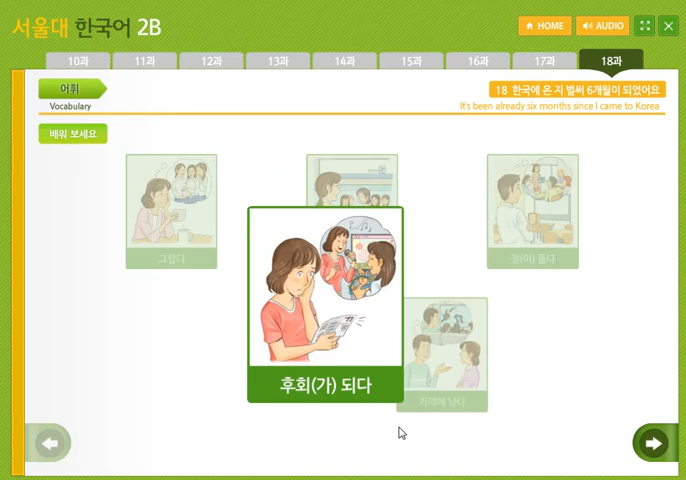 서울대 한국어 2B
HOME
AUDIO
10과
11과
12과
13과
14과
15과
16과
17과
18과
어휘
Vocabulary
18 한국에 온 지 벌써 6개월이 되었어요
It's been already six months since I came to Korea
배워 보세요
그립다
정(이) 들다
후회(가) 되다
기억에 남다